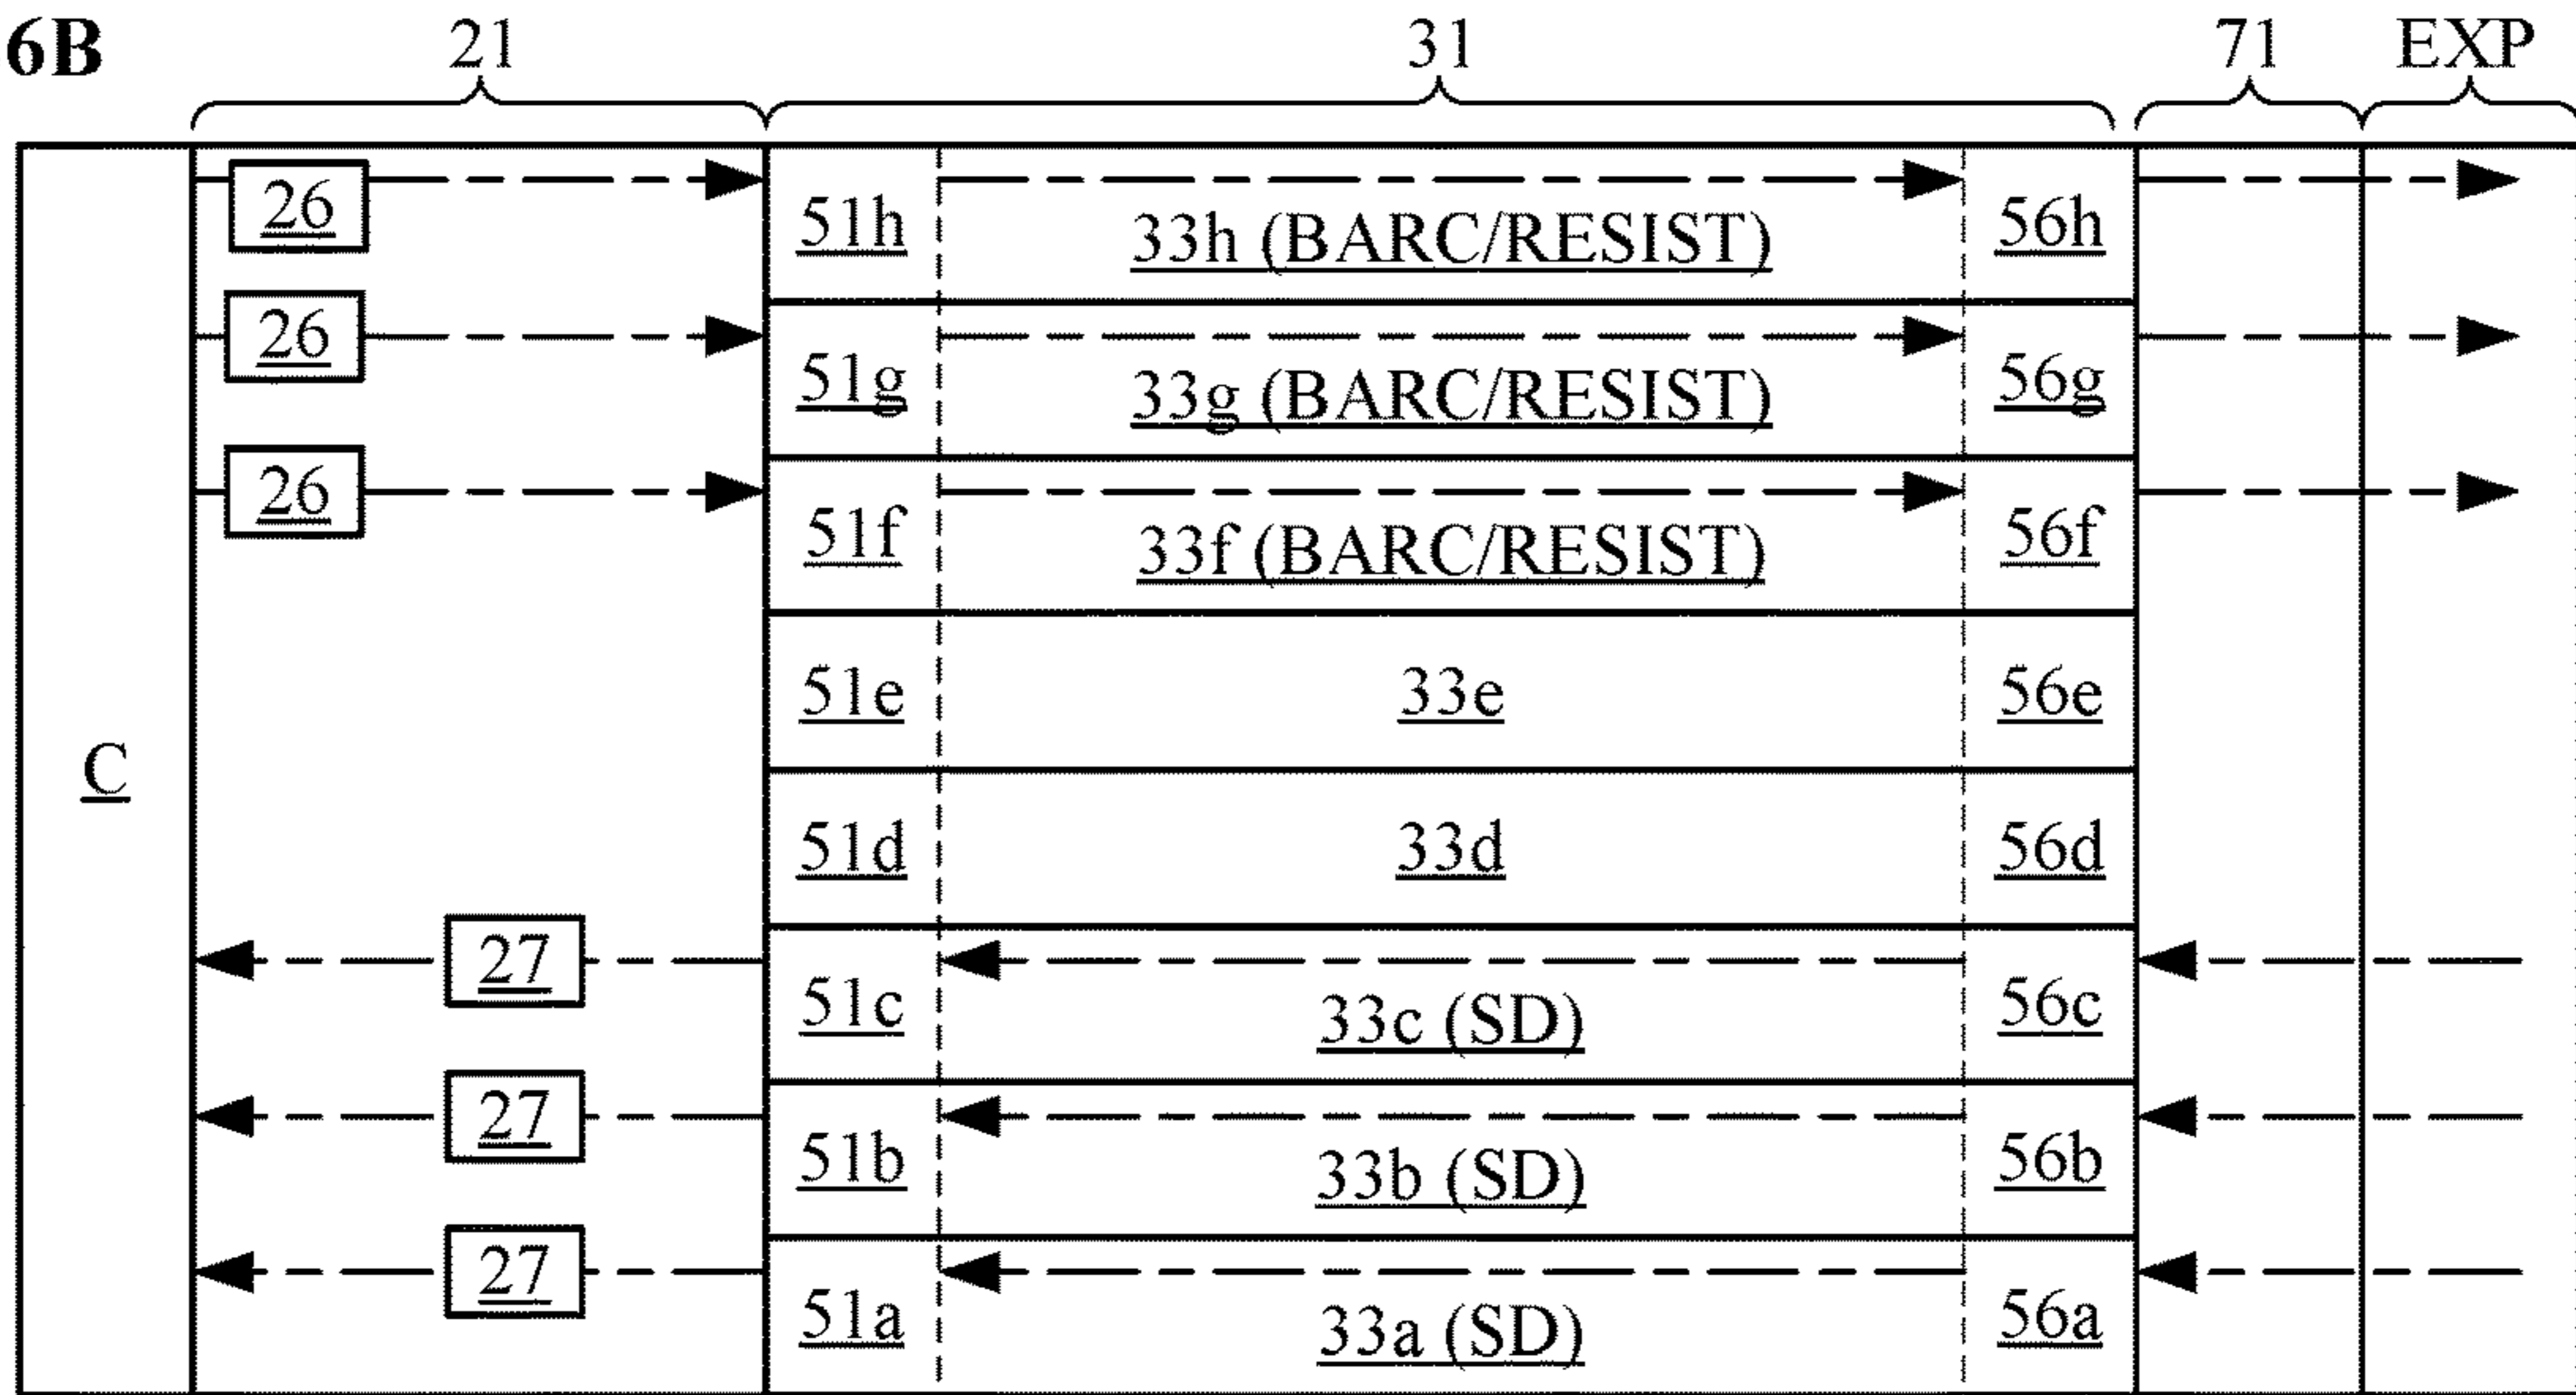 6B
21 31 71 EXP
26
51h 33h (BARC/RESIST) 56h
26
51g 33g (BARC/RESIST) 56g
26
51f 33f (BARC/RESIST) 56f
51e 33e 56e
C
51d 33d 56d
27
51c 33c (SD) 56c
27
51b 33b (SD) 56b
27
51a 33a (SD) 56a